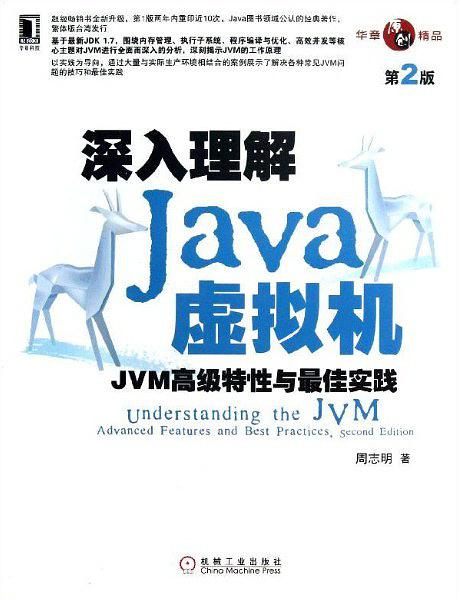 超级畅销书全新升级，第1版两年内重印近10次，Java图书领域公认的经典著作，
繁体版台湾发行
基于最新JDK 1.7，围绕内存管理、执行子系统、程序编译与优化、高效并发等核
心主题对JVM进行全面而深入的分析，深刻揭示JVM的工作原理
以实践为导向，通过大量与实际生产环境相结合的案例展示了解决各种常见JVM问
题的技巧和最佳实践
华章科技
华章原创精品
第2版
深入理解
Java
虚拟机
JVM高级特性与最佳实践
Understanding the JVM
Advanced Features and Best Practices, Second Edition
周志明 著
机械工业出版社
China Machine Press